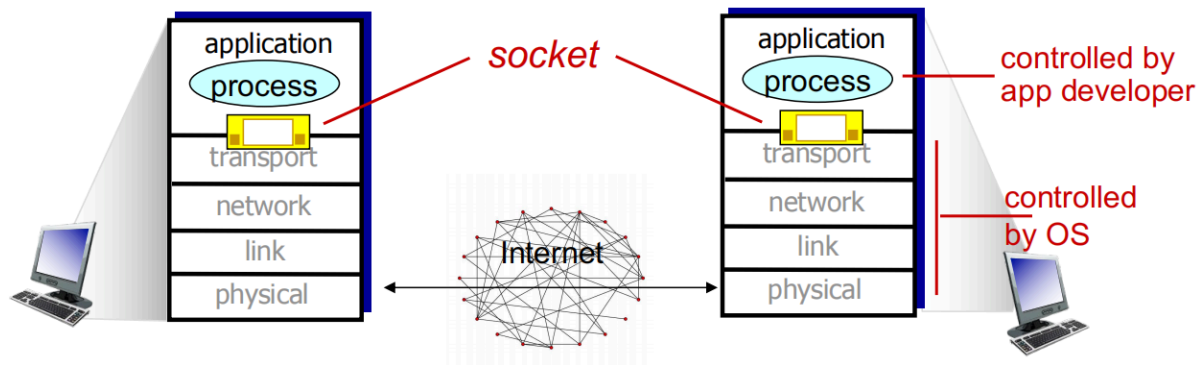 application
process
transport
network
link
physical
socket
Internet
application
process
transport
network
link
physical
controlled by
app developer
controlled
by OS